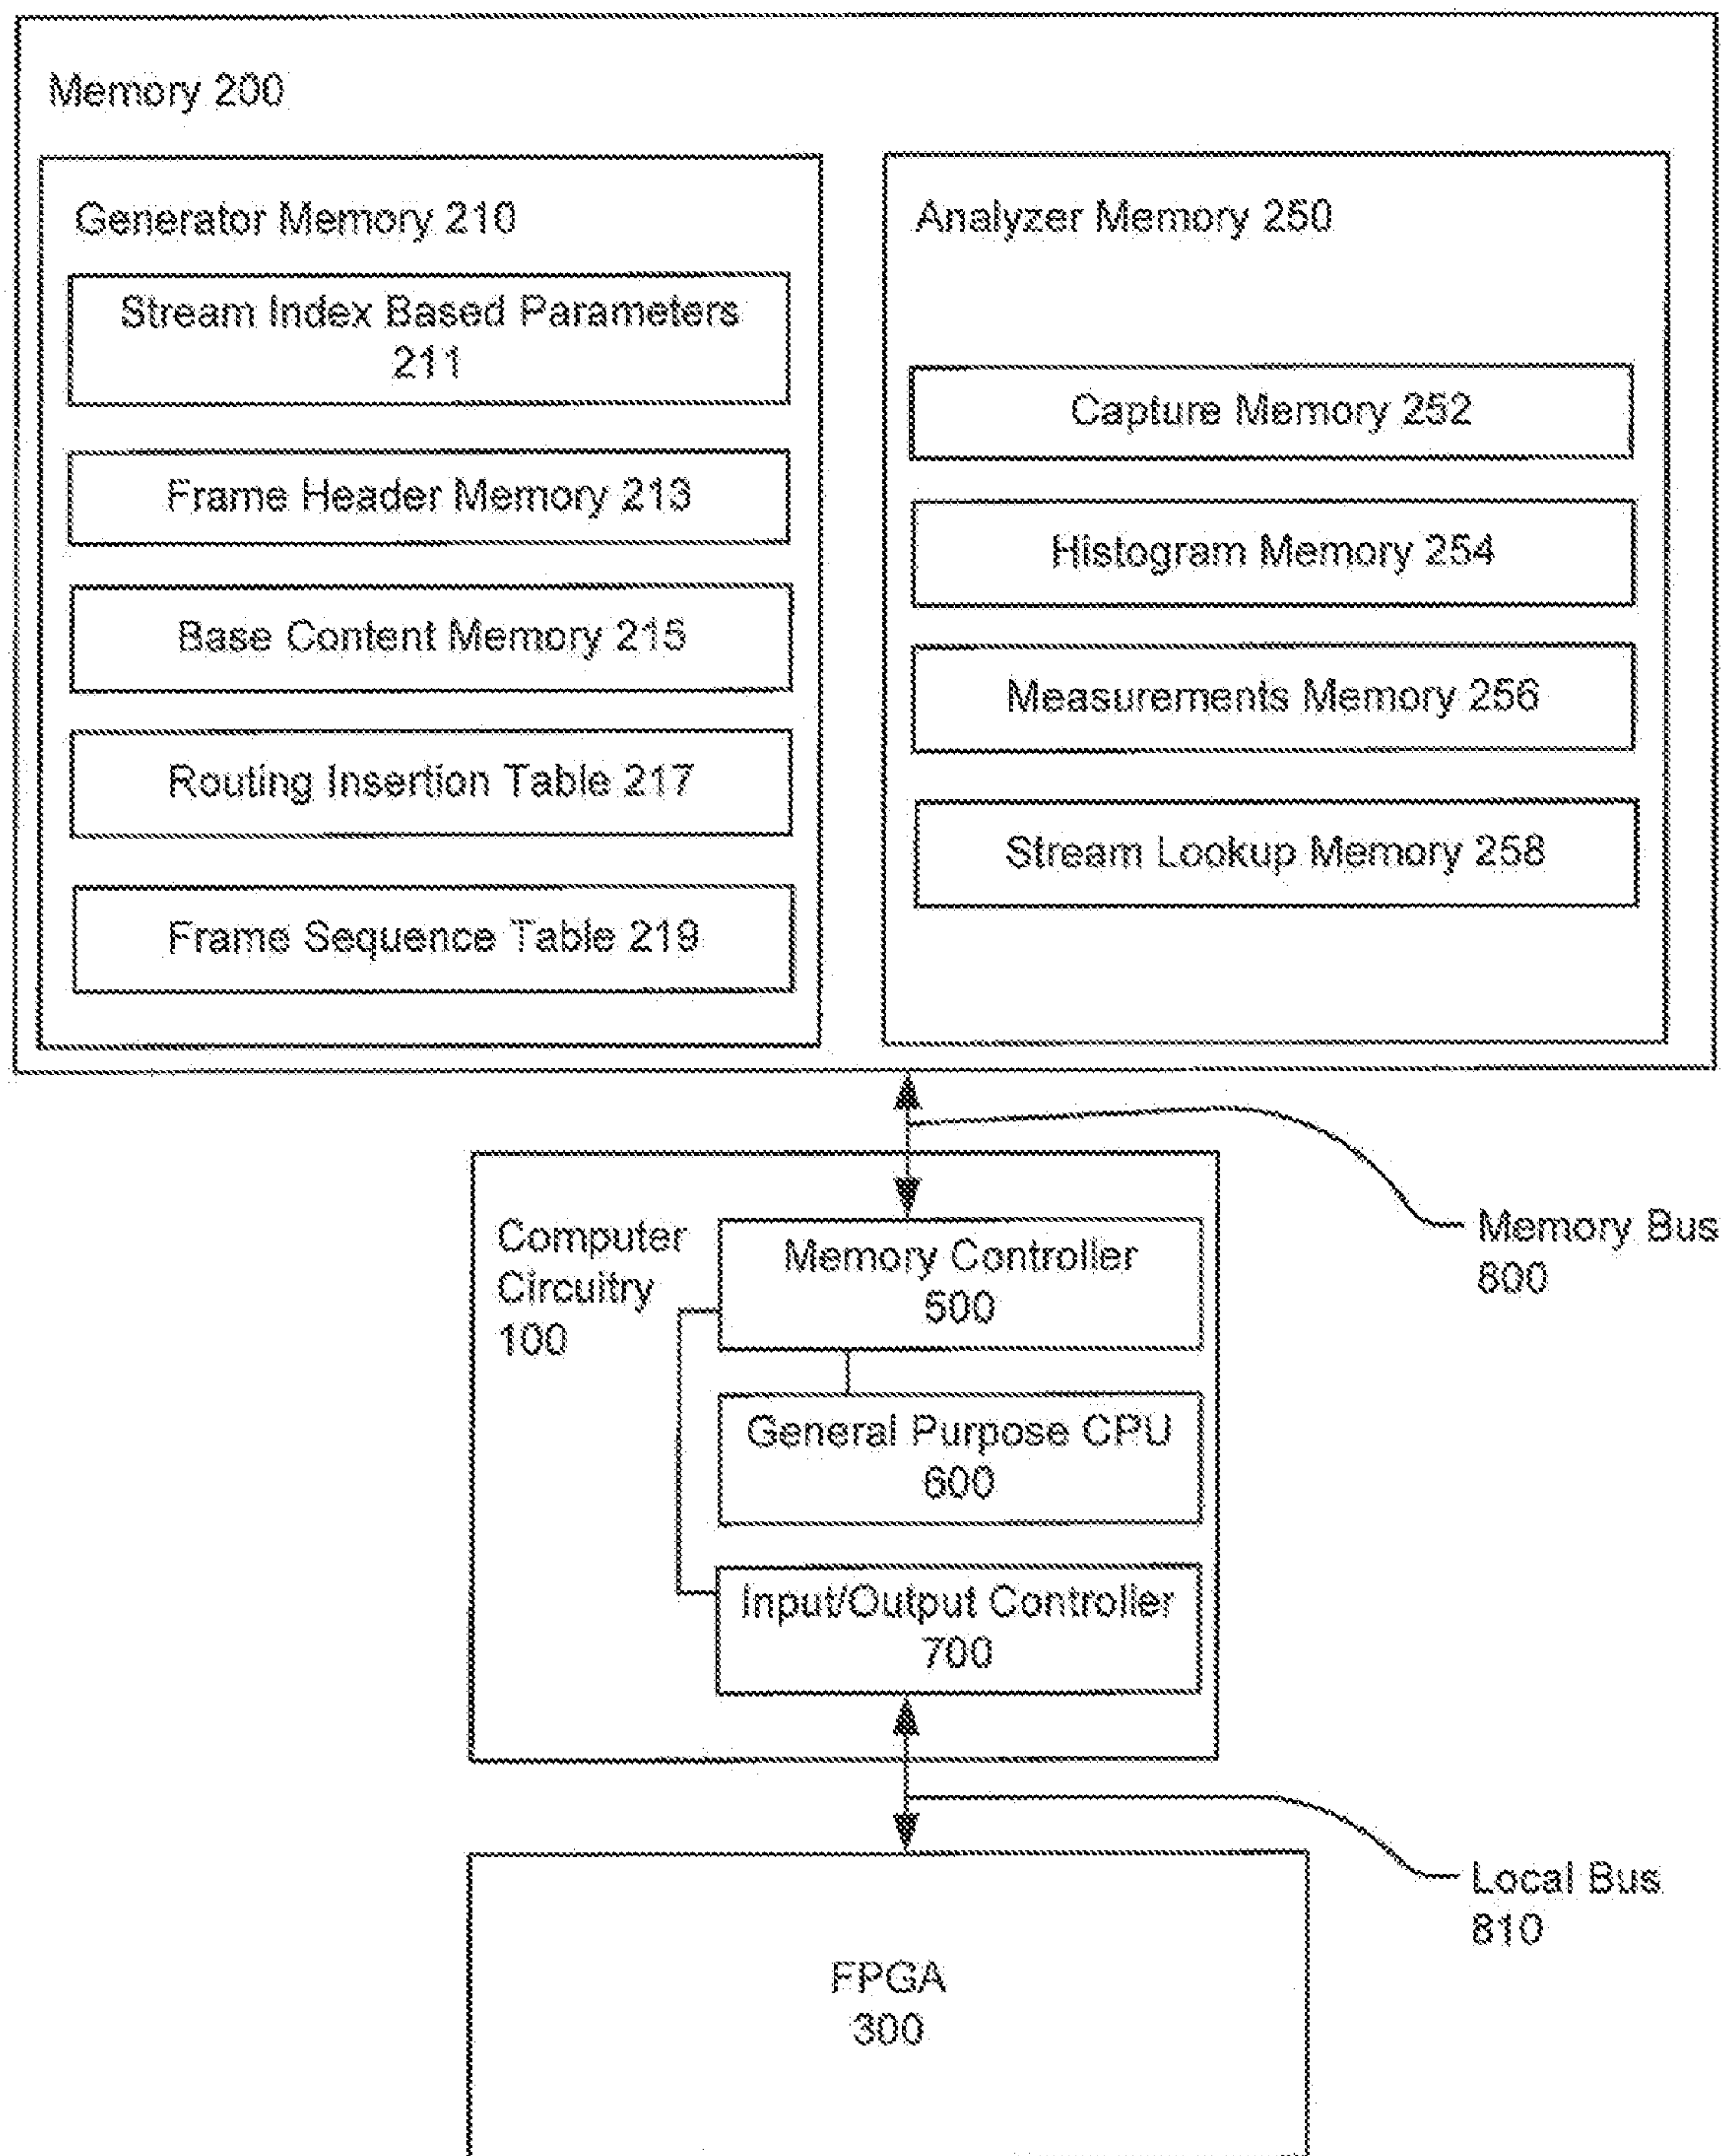 Memory 200
Generator Memory 210
Stream Index Based Parameters
211
Frame Header Memory 213
Base Content Memory 215
Routing Insertion Table 217
Frame Sequence Table 219
Analyzer Memory 250
Capture Memory 252
Histogram Memory 254
Measurements Memory 256
Stream Lookup Memory 258
Memory Bus
800
Computer
Circuitry
100
Memory Controller
500
General Purpose CPU
600
Input/Output Controller
700
Local Bus
810
FPGA
300